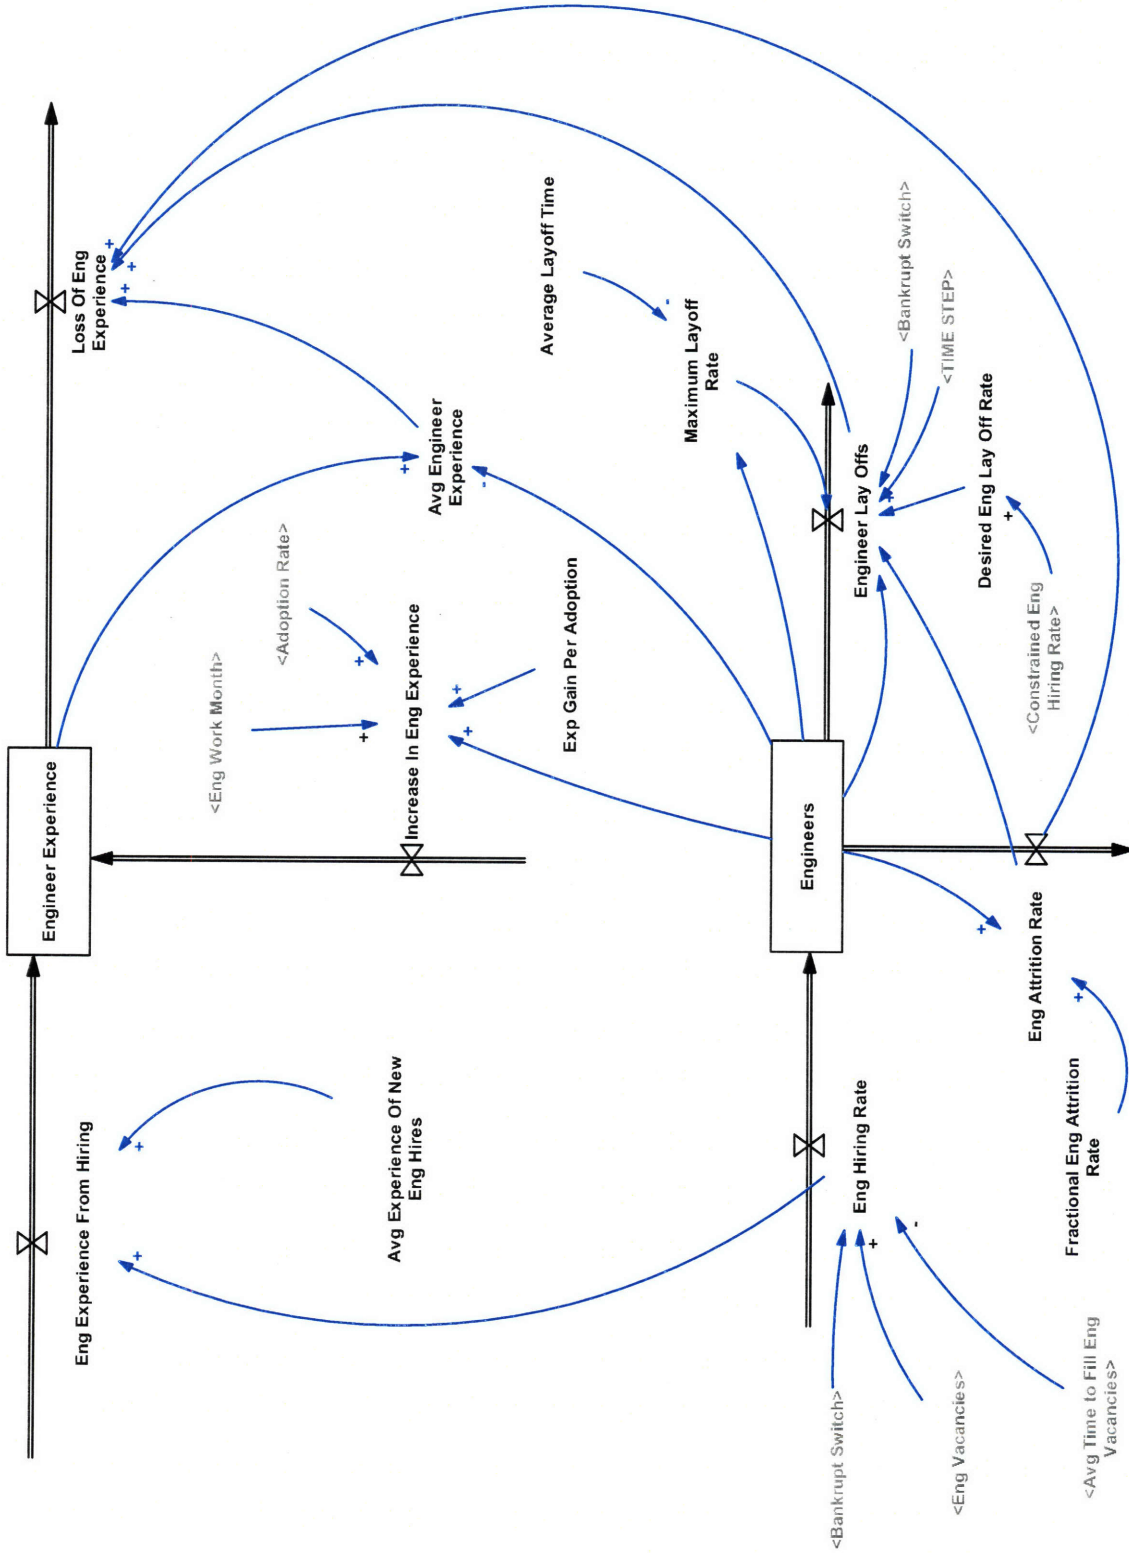 Eng Experience From Hiring
Engineer Experience
Loss Of Eng
Experience
Avg Experience Of New
Eng Hires
<Eng Work Month>
<Adoption Rate>
Increase In Eng Experience
Avg Engineer
Experience
Exp Gain Per Adoption
Average Layoff Time
Maximum Layoff
Rate
Eng Hiring Rate
Engineers
Engineer Lay Offs
<Bankrupt Switch>
<TIME STEP>
Desired Eng Lay Off Rate
<Constrained Eng
Hiring Rate>
<Bankrupt Switch>
<Eng Vacancies>
<Avg Time to Fill Eng
Vacancies>
Eng Attrition Rate
Fractional Eng Attrition
Rate